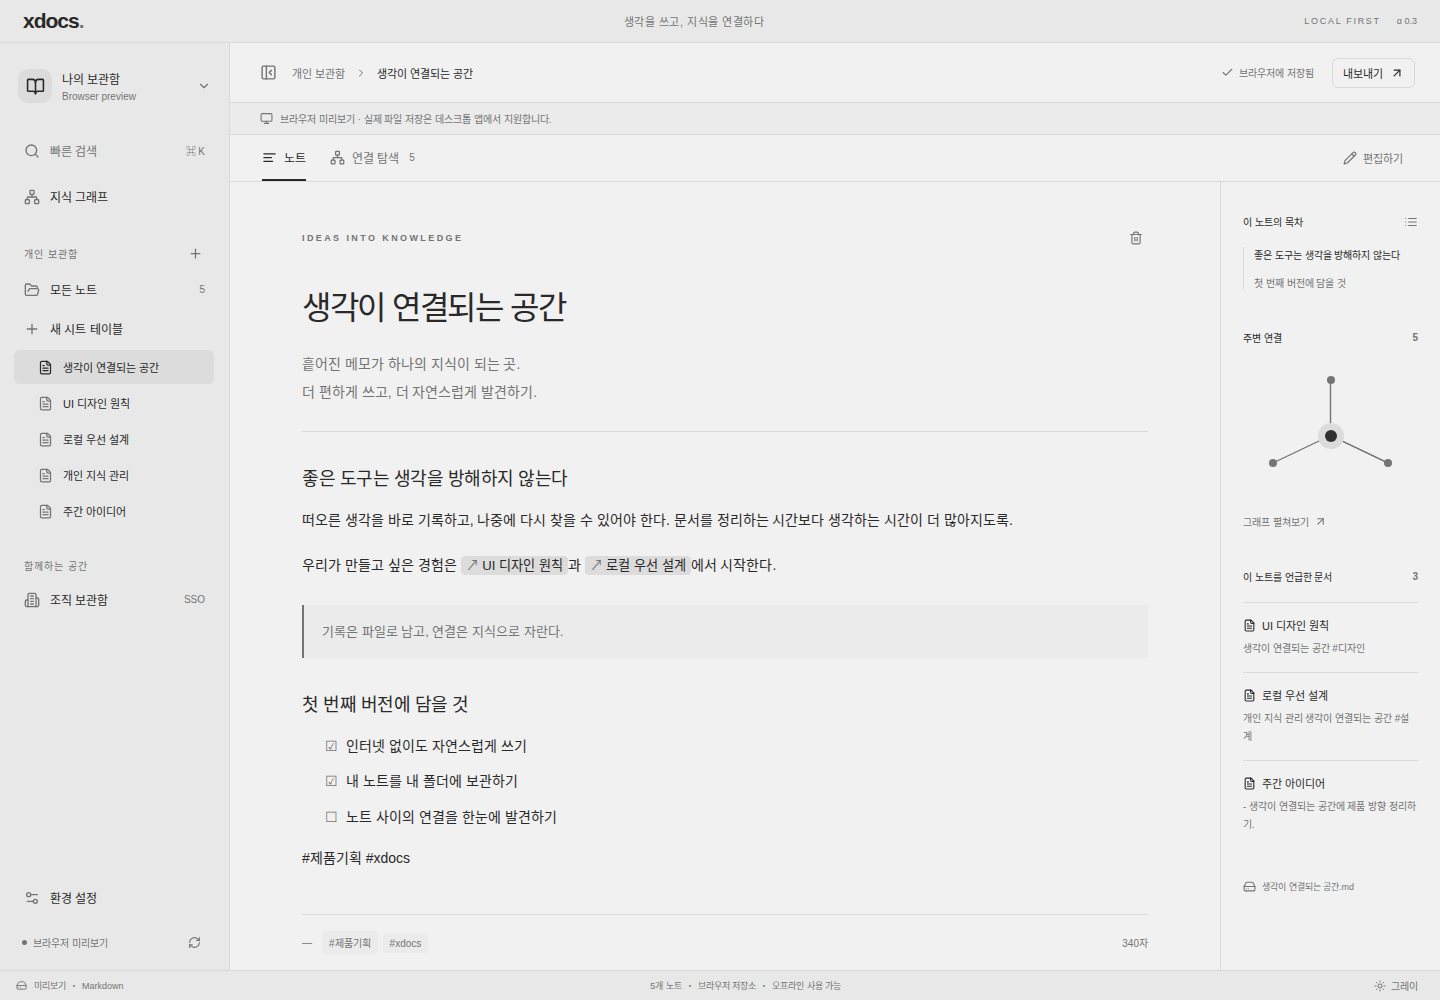 xdocs.
생각을 쓰고, 지식을 연결하다
LOCAL FIRST α 0.3
나의 보관함
Browser preview
빠른 검색 ⌘K
지식 그래프
개인 보관함
모든 노트 5
새 시트 테이블
생각이 연결되는 공간
UI 디자인 원칙
로컬 우선 설계
개인 지식 관리
주간 아이디어
함께하는 공간
조직 보관함 SSO
환경 설정
브라우저 미리보기
개인 보관함 > 생각이 연결되는 공간
브라우저에 저장됨
내보내기
브라우저 미리보기 · 실제 파일 저장은 데스크톱 앱에서 지원합니다.
노트
연결 탐색 5
편집하기
IDEAS INTO KNOWLEDGE
생각이 연결되는 공간
흩어진 메모가 하나의 지식이 되는 곳.
더 편하게 쓰고, 더 자연스럽게 발견하기.
좋은 도구는 생각을 방해하지 않는다
떠오른 생각을 바로 기록하고, 나중에 다시 찾을 수 있어야 한다. 문서를 정리하는 시간보다 생각하는 시간이 더 많아지도록.
우리가 만들고 싶은 경험은 ↗ UI 디자인 원칙과 ↗ 로컬 우선 설계에서 시작한다.
기록은 파일로 남고, 연결은 지식으로 자란다.
첫 번째 버전에 담을 것
☑ 인터넷 없이도 자연스럽게 쓰기
☑ 내 노트를 내 폴더에 보관하기
☐ 노트 사이의 연결을 한눈에 발견하기
#제품기획 #xdocs
— #제품기획 #xdocs
340자
이 노트의 목차
좋은 도구는 생각을 방해하지 않는다
첫 번째 버전에 담을 것
주변 연결 5
그래프 펼쳐보기
이 노트를 언급한 문서 3
UI 디자인 원칙
생각이 연결되는 공간 #디자인
로컬 우선 설계
개인 지식 관리 생각이 연결되는 공간 #설
계
주간 아이디어
- 생각이 연결되는 공간에 제품 방향 정리하
기.
생각이 연결되는 공간.md
미리보기 · Markdown
5개 노트 · 브라우저 저장소 · 오프라인 사용 가능
그레이